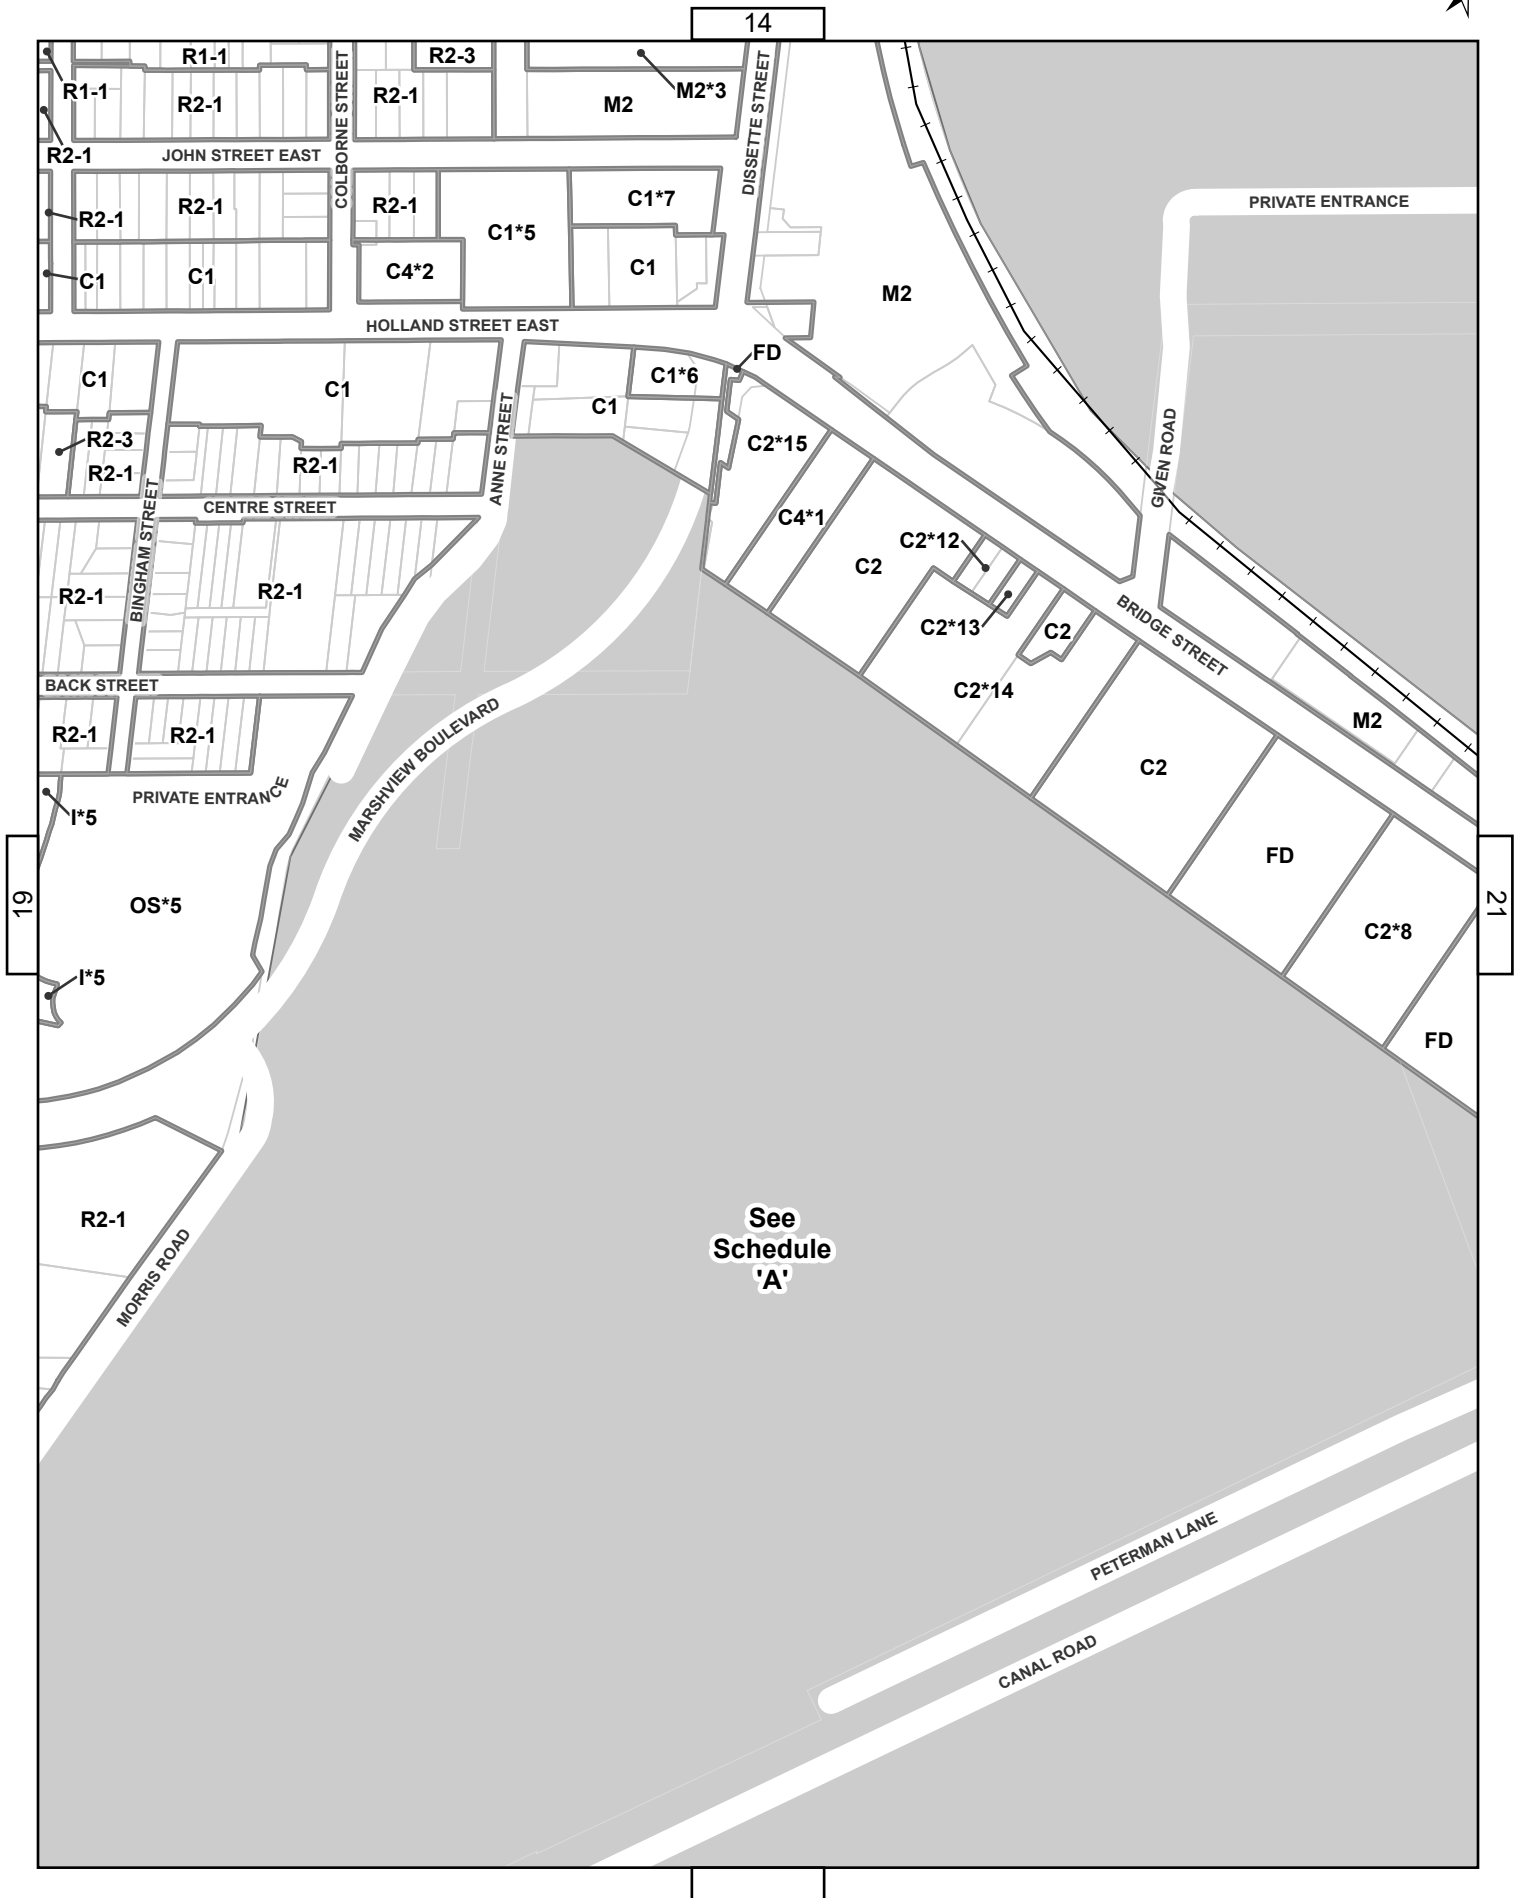 14
R1-1
R2-3
R1-1
R2-1
R2-1
M2*3
M2
R2-1
JOHN STREET EAST
COLBORNE STREET
DISSETTE STREET
R2-1
R2-1
R2-1
C1*5
C1*7
PRIVATE ENTRANCE
C1
C1
C4*2
C1
M2
HOLLAND STREET EAST
FD
C1
C1
C1*6
C1
R2-3
R2-1
R2-1
ANNE STREET
C2*15
GIVEN ROAD
CENTRE STREET
C4*1
BINGHAM STREET
C2*12
C2
R2-1
R2-1
C2*13
C2
BRIDGE STREET
BACK STREET
C2*14
R2-1
R2-1
MARSHVIEW BOULEVARD
M2
C2
PRIVATE ENTRANCE
I*5
FD
19
OS*5
21
C2*8
I*5
FD
R2-1
See
Schedule
'A'
MORRIS ROAD
PETERMAN LANE
CANAL ROAD